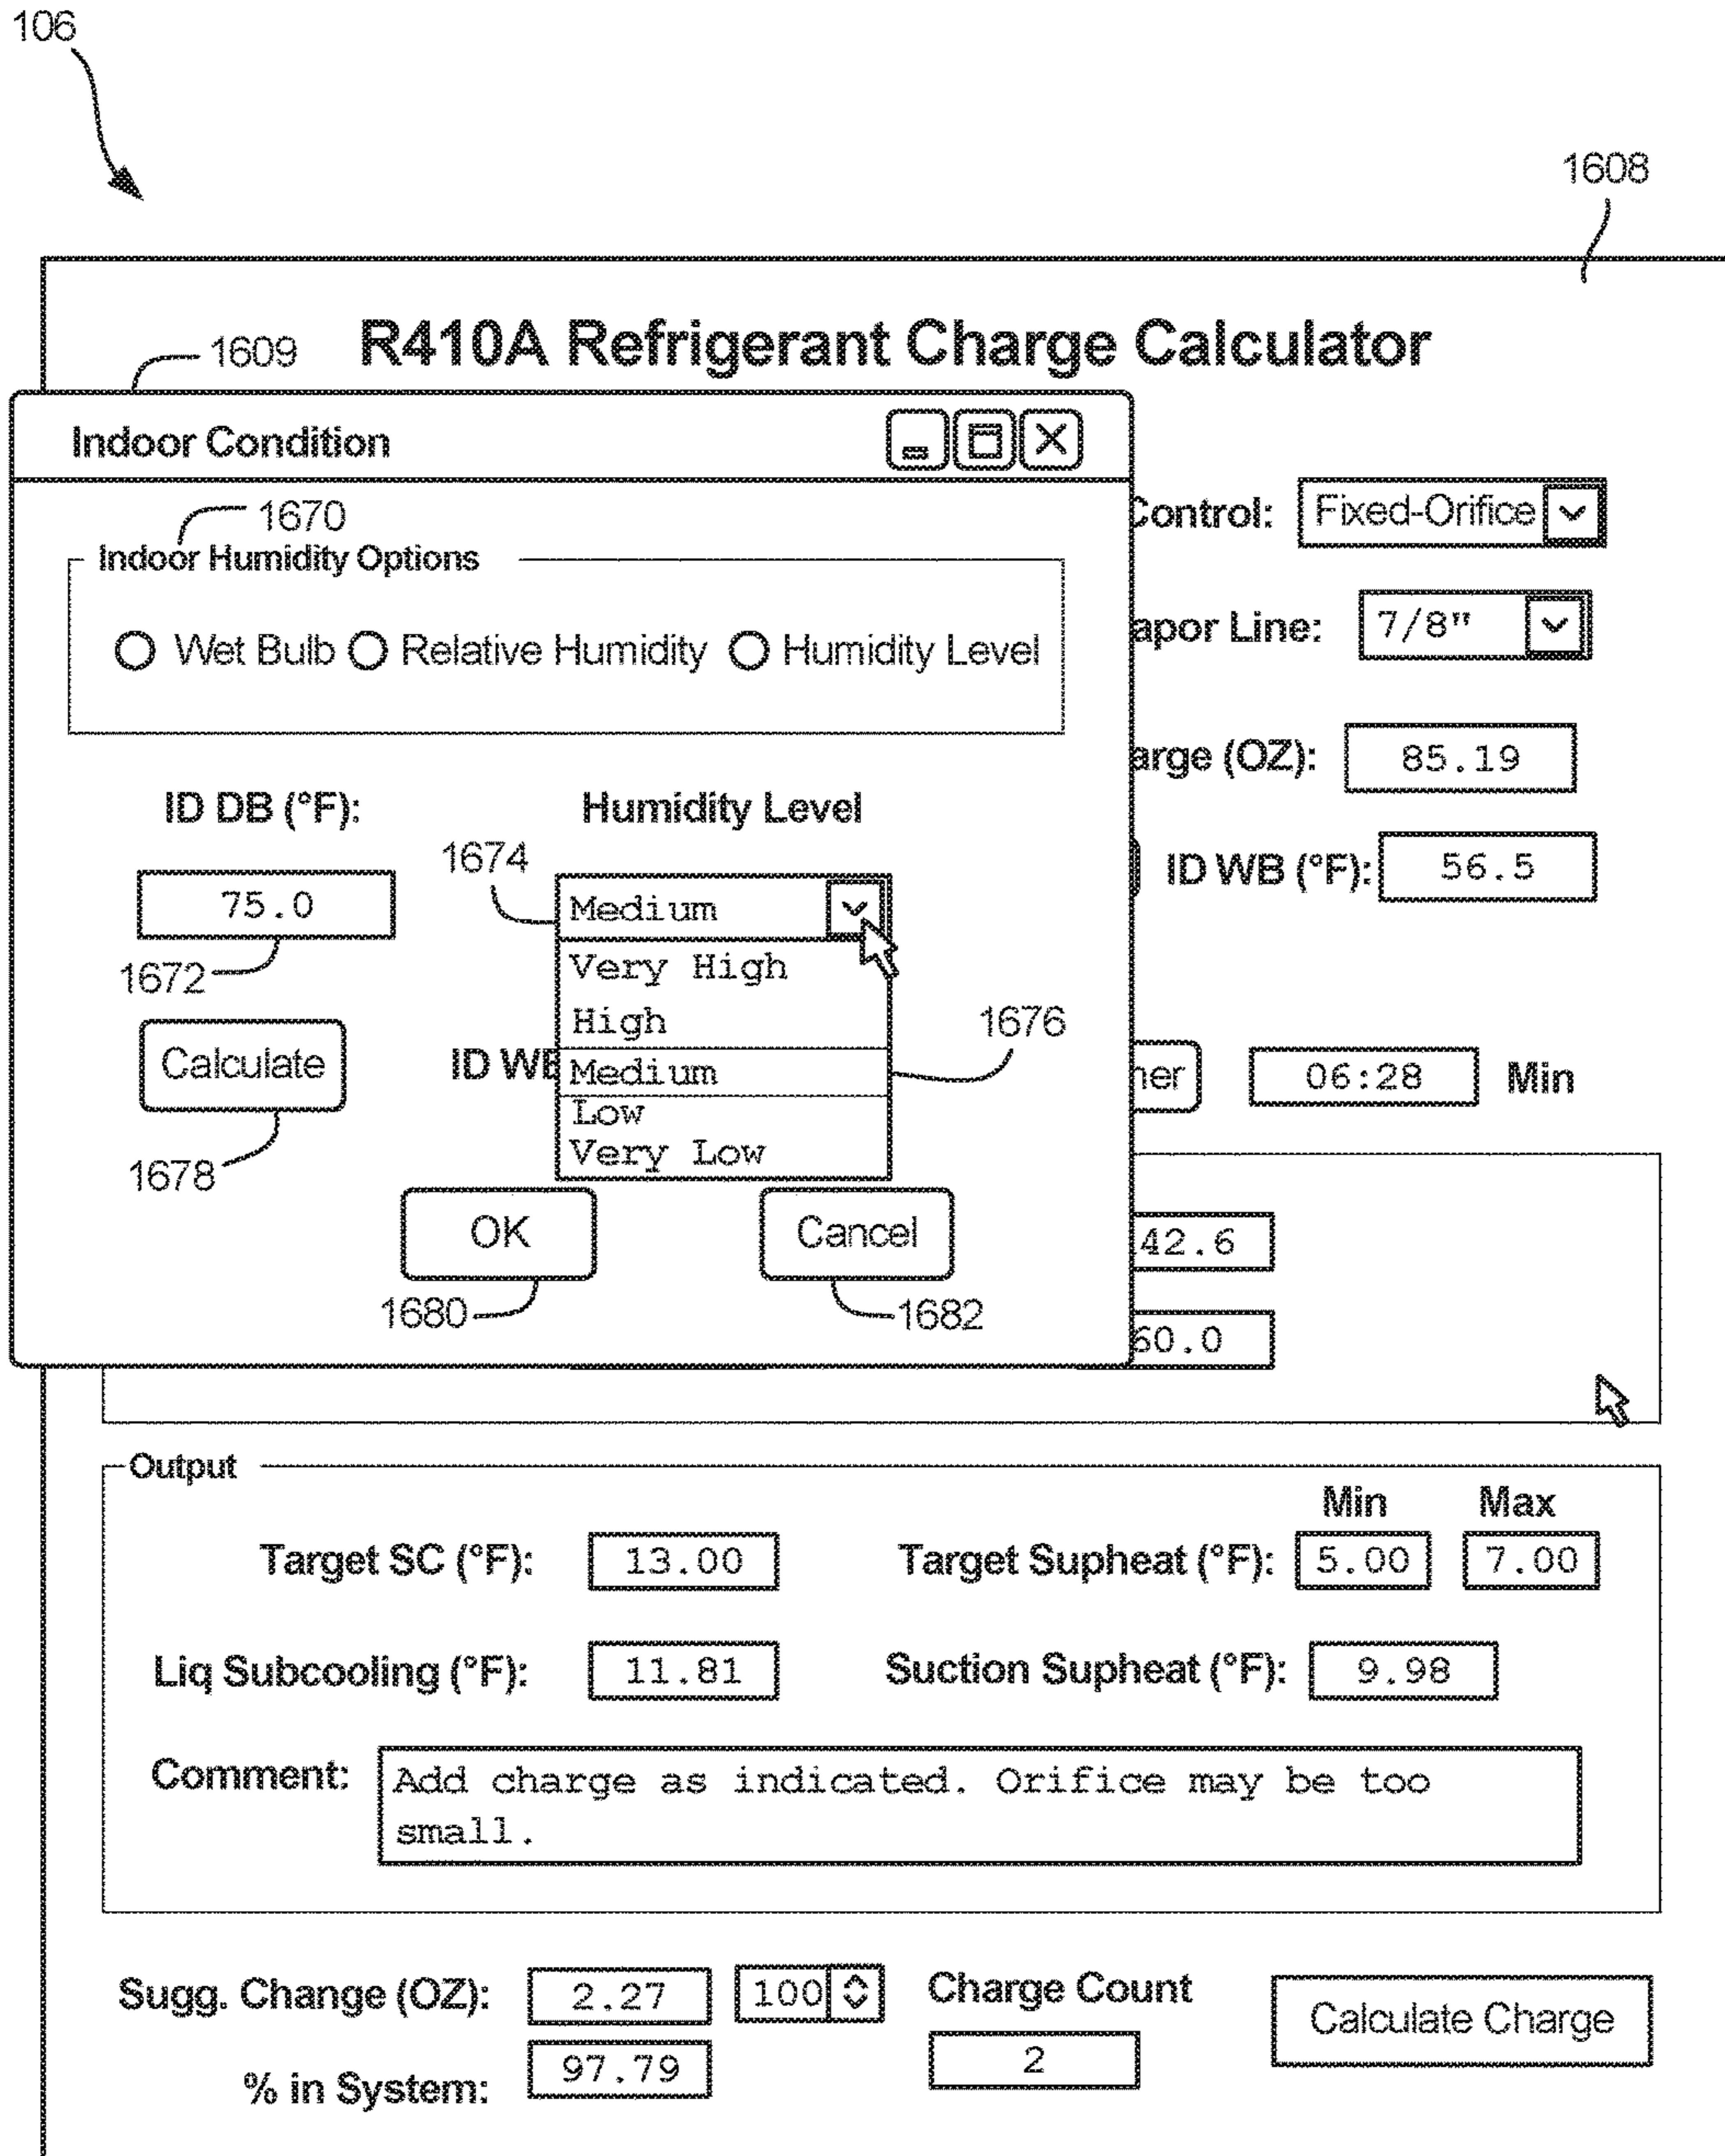 106
1608
R410A Refrigerant Charge Calculator
1609
Indoor Condition
1670
Indoor Humidity Options
Wet Bulb Relative Humidity Humidity Level
Control: Fixed-Orifice
apor Line: 7/8"
arge (OZ): 85.19
ID DB (°F): Humidity Level
1674
75.0
Medium
ID WB (°F): 56.5
1672
Very High
High
1676
Calculate
ID WB
Medium
Low
Very Low
1678
ner 06:28 Min
OK Cancel
42.6
1680 1682
60.0
Output
Min Max
Target SC (°F): 13.00 Target Supheat (°F): 5.00 7.00
Liq Subcooling (°F): 11.81 Suction Supheat (°F): 9.98
Comment: Add charge as indicated. Orifice may be too
small.
Sugg. Change (OZ): 2.27 100 Charge Count
Calculate Charge
% in System: 97.79 2